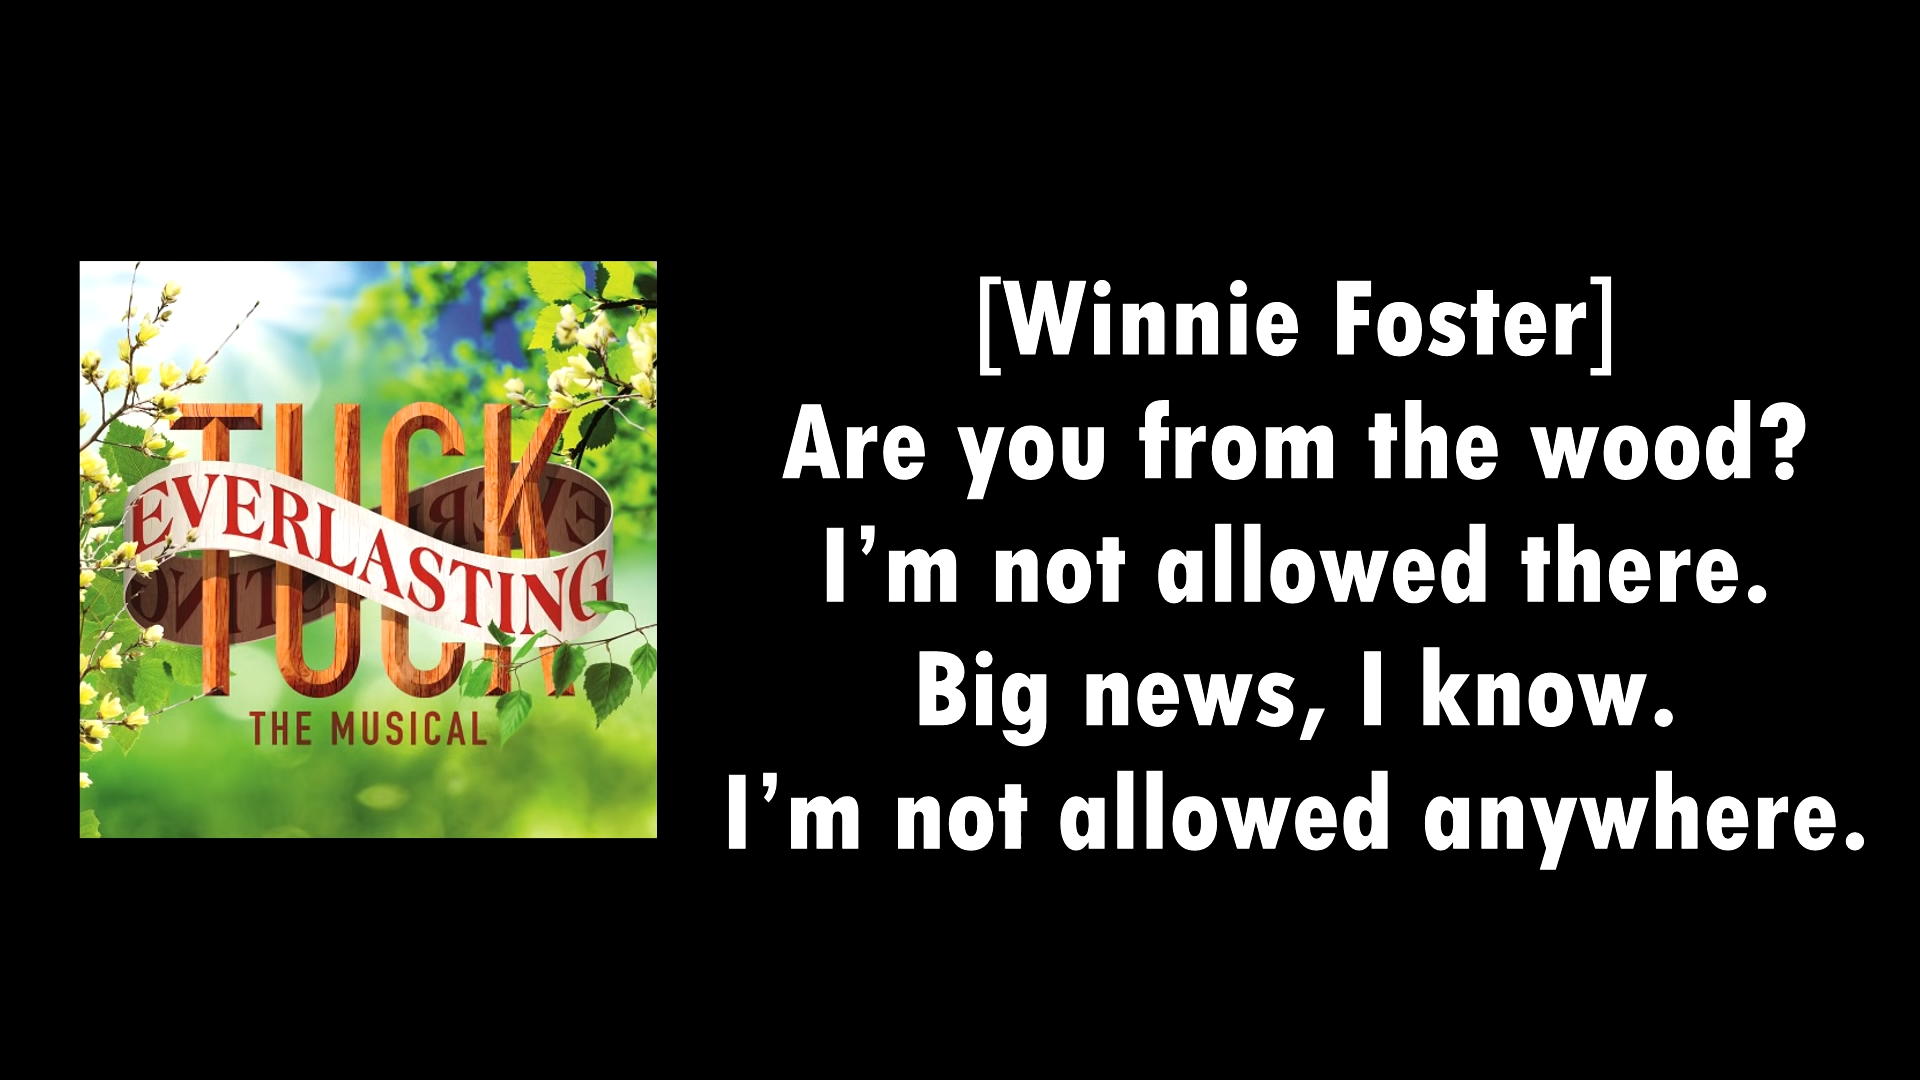 TUCK
EVERLASTING
THE MUSICAL
[Winnie Foster]
Are you from the wood?
I’m not allowed there.
Big news, I know.
I’m not allowed anywhere.